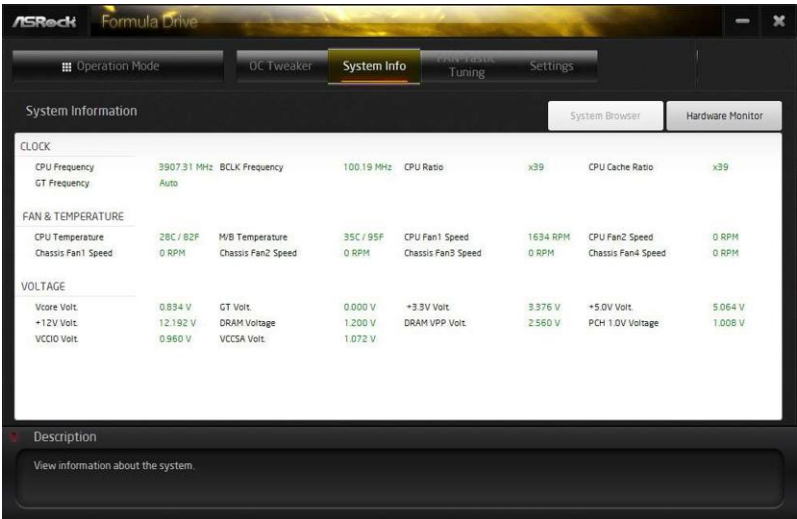 ASRock Formula Drive
Operation Mode OC Tweaker System Info FAN-Tastic Tuning Settings
System Information System Browser Hardware Monitor
CLOCK
CPU Frequency 3907.31 MHz BCLK Frequency 100.19 MHz CPU Ratio x39 CPU Cache Ratio x39
GT Frequency Auto
FAN & TEMPERATURE
CPU Temperature 28C / 82F M/B Temperature 35C / 95F CPU Fan1 Speed 1634 RPM CPU Fan2 Speed 0 RPM
Chassis Fan1 Speed 0 RPM Chassis Fan2 Speed 0 RPM Chassis Fan3 Speed 0 RPM Chassis Fan4 Speed 0 RPM
VOLTAGE
Vcore Volt. 0.834 V GT Volt. 0.000 V +3.3V Volt. 3.376 V +5.0V Volt. 5.064 V
+12V Volt. 12.192 V DRAM Voltage 1.200 V DRAM VPP Volt. 2.560 V PCH 1.0V Voltage 1.008 V
VCCIO Volt. 0.960 V VCCSA Volt. 1.072 V
Description
View information about the system.